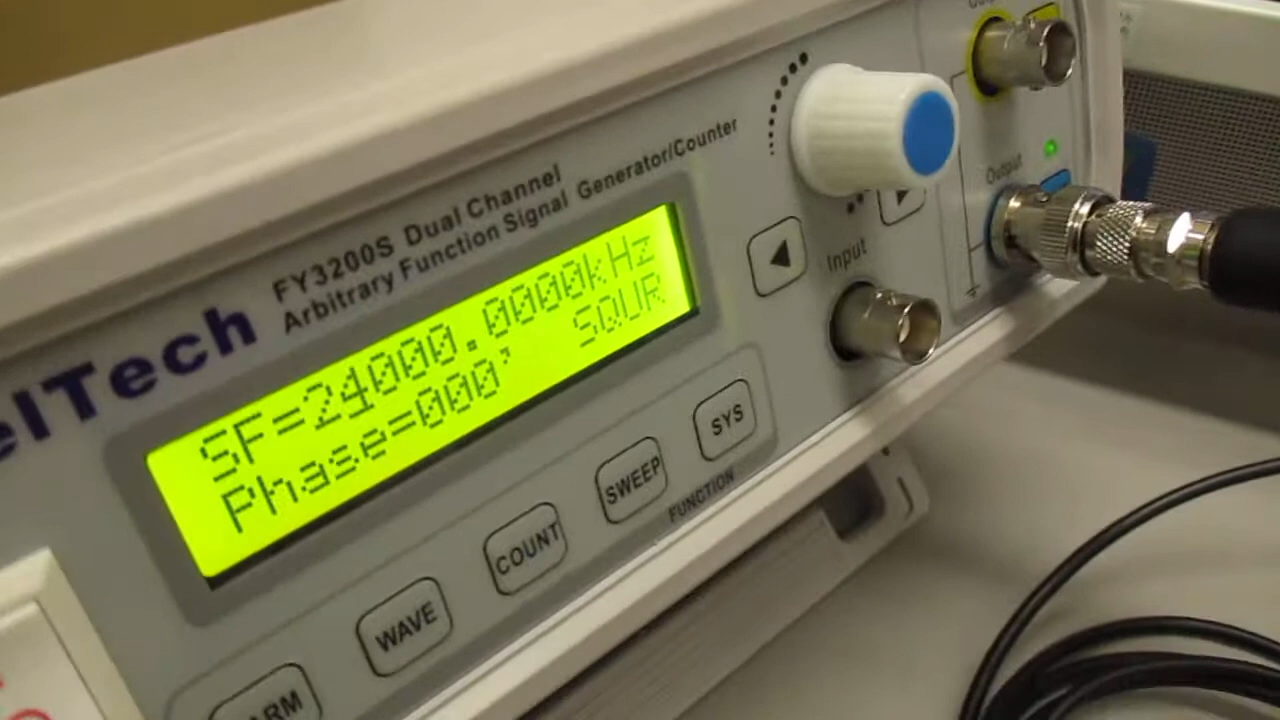 elTech
FY3200S Dual Channel
Arbitrary Function Signal Generator/Counter
SF=24000.0000kHz
Phase=000' SQUR
Input
Output
SYS
SWEEP
COUNT
WAVE
FUNCTION